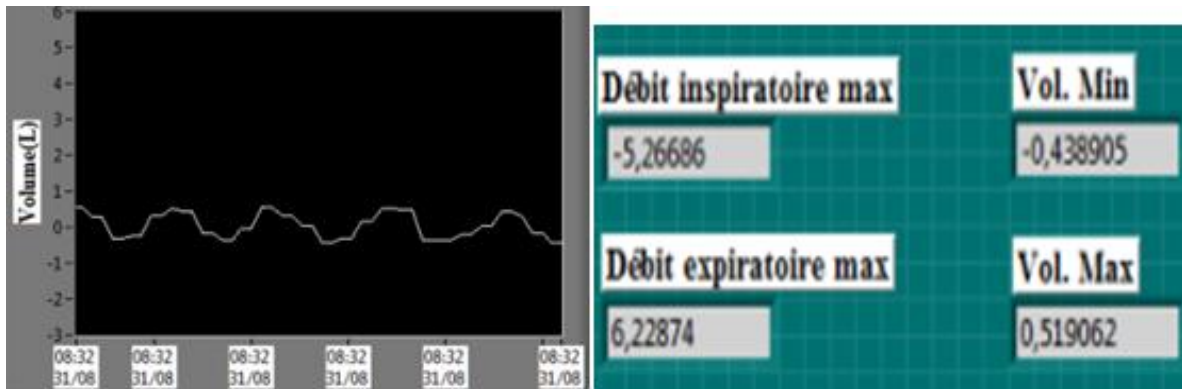 Volume(L)
6
5
4
3
2
1
0
-1
-2
-3
08:32 08:32 08:32 08:32 08:32 08:32
31/08 31/08 31/08 31/08 31/08 31/08
Débit inspiratoire max
-5,26686
Vol. Min
-0,438905
Débit expiratoire max
6,22874
Vol. Max
0,519062